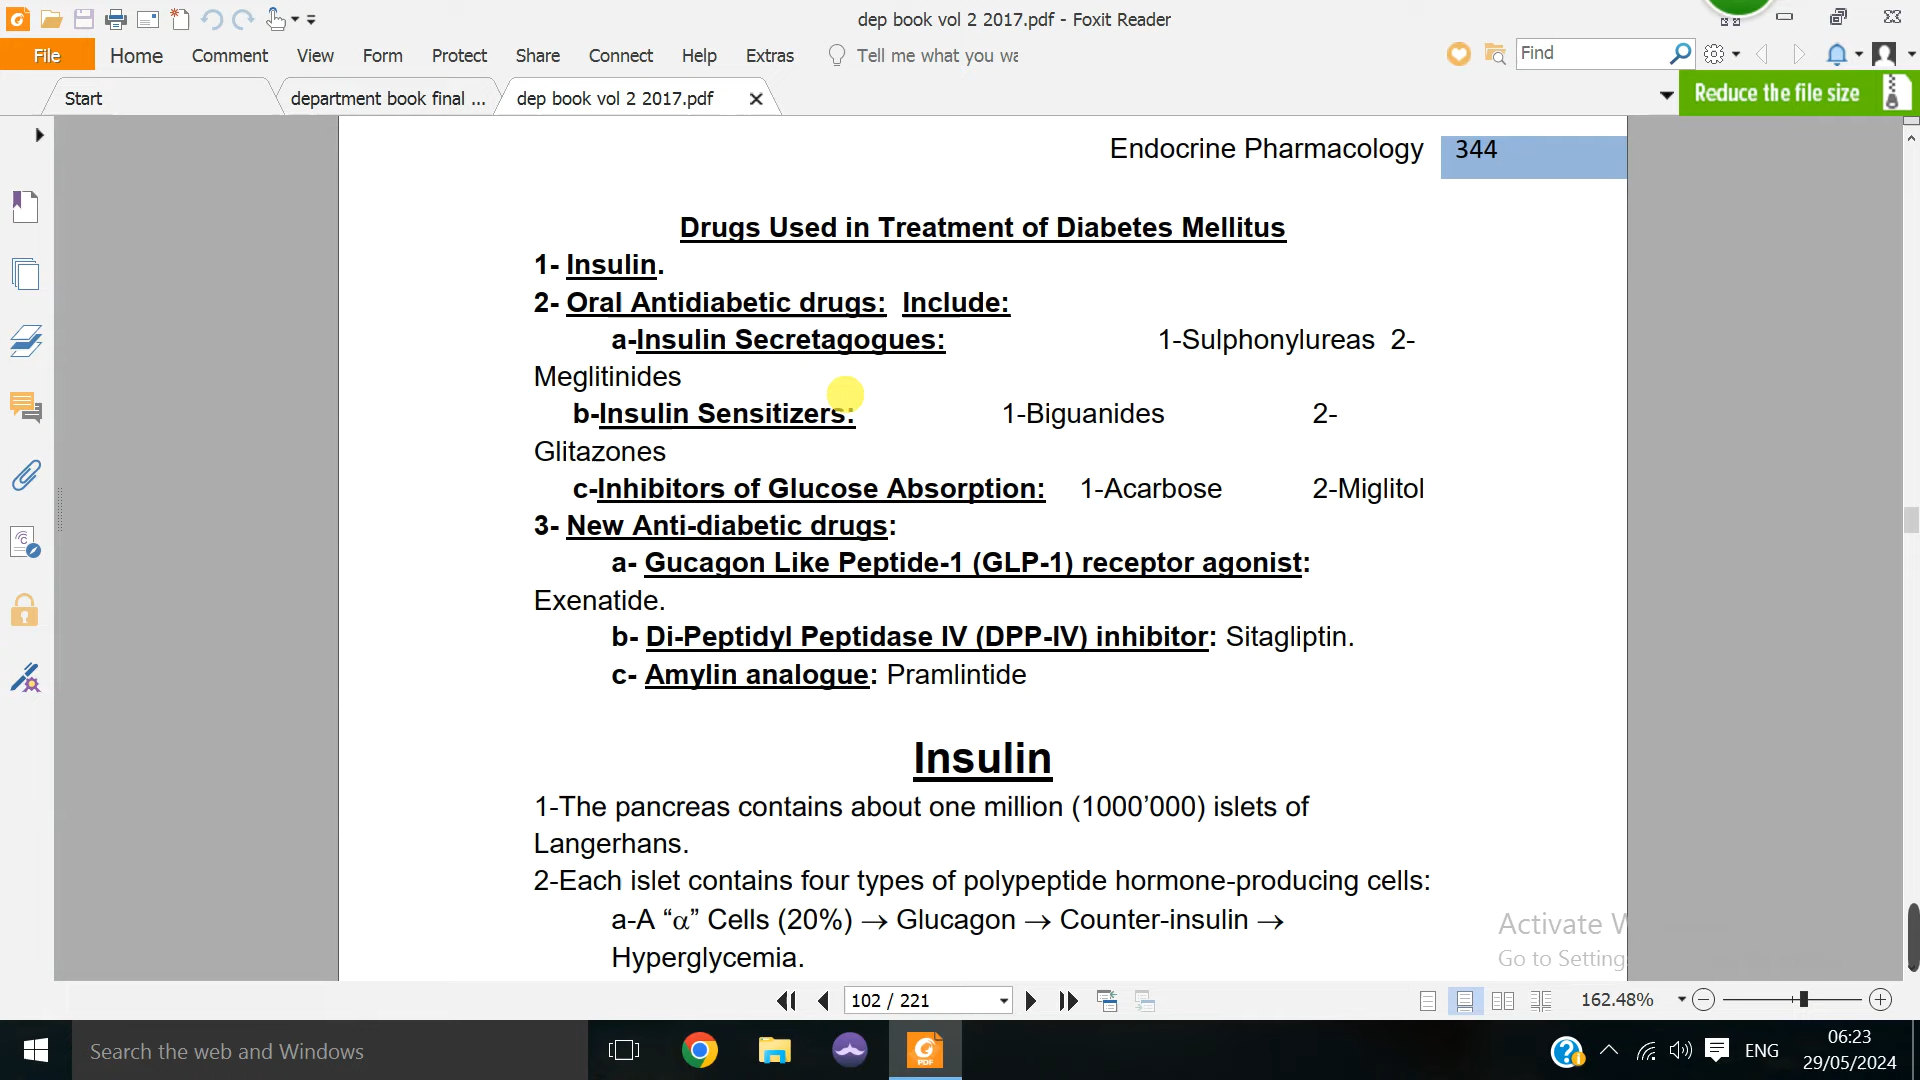 dep book vol 2 2017.pdf - Foxit Reader
File Home Comment View Form Protect Share Connect Help Extras Tell me what you wa Find
Start department book final ... dep book vol 2 2017.pdf Reduce the file size
Endocrine Pharmacology 344
Drugs Used in Treatment of Diabetes Mellitus
1- Insulin.
2- Oral Antidiabetic drugs: Include:
a-Insulin Secretagogues: 1-Sulphonylureas 2-
Meglitinides
b-Insulin Sensitizers: 1-Biguanides 2-
Glitazones
c-Inhibitors of Glucose Absorption: 1-Acarbose 2-Miglitol
3- New Anti-diabetic drugs:
a- Gucagon Like Peptide-1 (GLP-1) receptor agonist:
Exenatide.
b- Di-Peptidyl Peptidase IV (DPP-IV) inhibitor: Sitagliptin.
c- Amylin analogue: Pramlintide
Insulin
1-The pancreas contains about one million (1000’000) islets of
Langerhans.
2-Each islet contains four types of polypeptide hormone-producing cells:
a-A “α” Cells (20%) → Glucagon → Counter-insulin →
Hyperglycemia.
Activate W
Go to Setting
102 / 221 162.48%
Search the web and Windows PDF ENG 06:23
29/05/2024